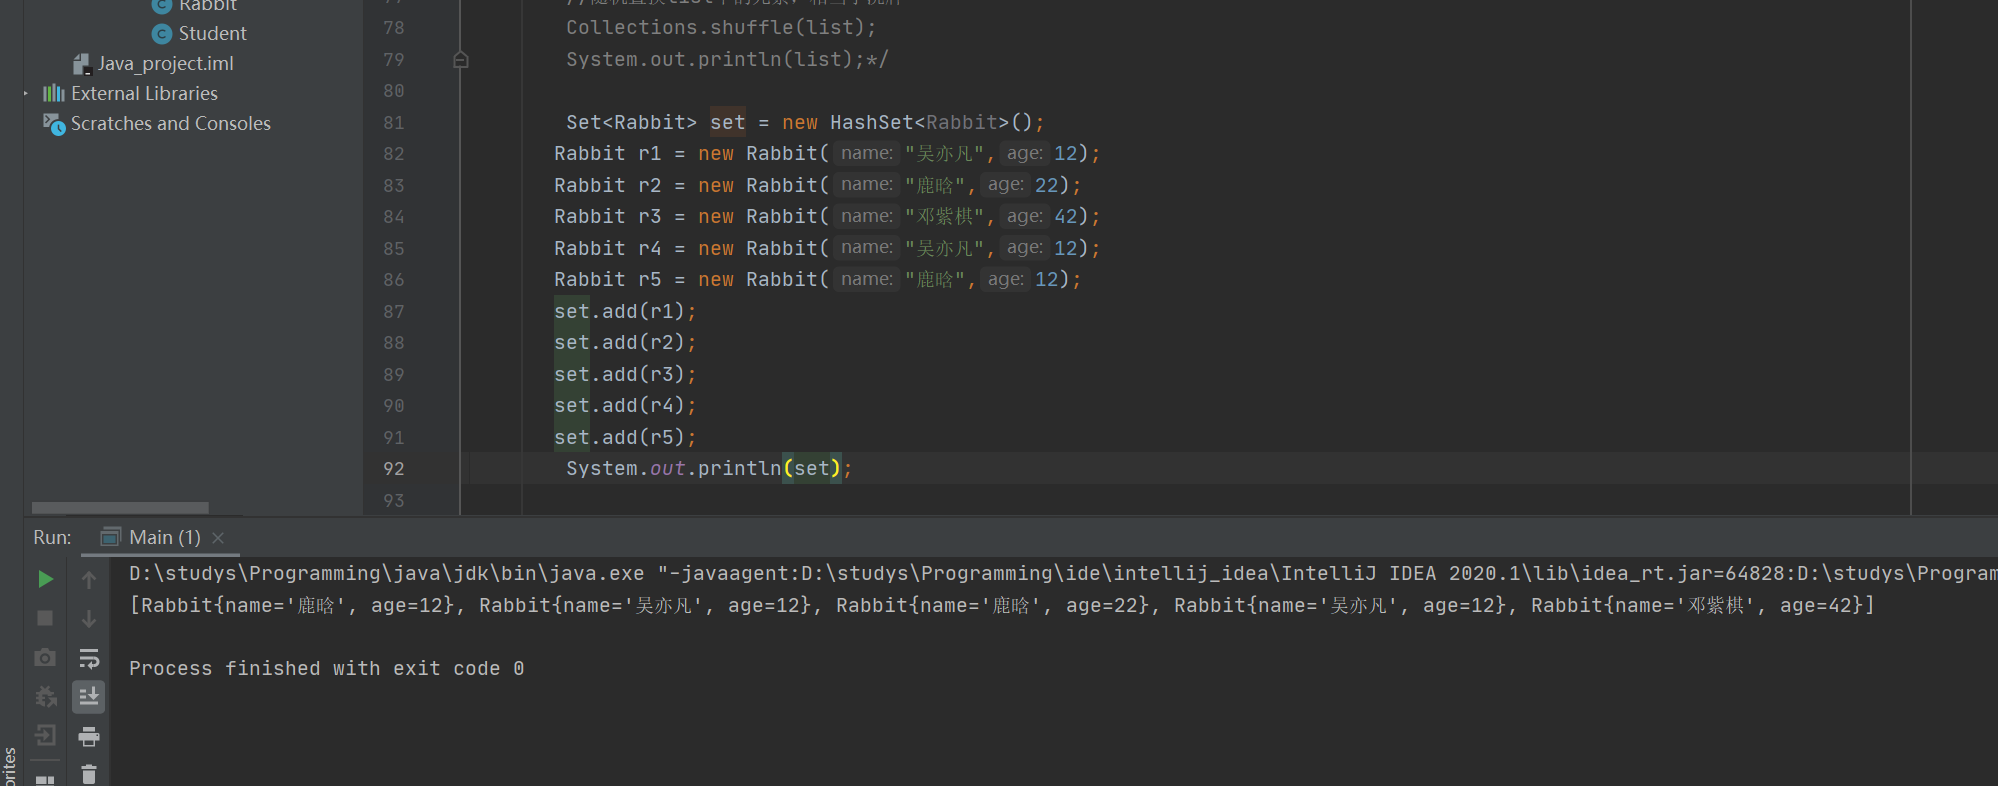 Rabbit
Student
Java_project.iml
External Libraries
Scratches and Consoles
78 Collections.shuffle(list);
79 System.out.println(list);*/
80
81 Set<Rabbit> set = new HashSet<Rabbit>();
82 Rabbit r1 = new Rabbit( name: "吴亦凡", age: 12);
83 Rabbit r2 = new Rabbit( name: "鹿晗", age: 22);
84 Rabbit r3 = new Rabbit( name: "邓紫棋", age: 42);
85 Rabbit r4 = new Rabbit( name: "吴亦凡", age: 12);
86 Rabbit r5 = new Rabbit( name: "鹿晗", age: 12);
87 set.add(r1);
88 set.add(r2);
89 set.add(r3);
90 set.add(r4);
91 set.add(r5);
92 System.out.println(set);
93
Run: Main (1)
D:\studys\Programming\java\jdk\bin\java.exe "-javaagent:D:\studys\Programming\ide\intellij_idea\IntelliJ IDEA 2020.1\lib\idea_rt.jar=64828:D:\studys\Program
[Rabbit{name='鹿晗', age=12}, Rabbit{name='吴亦凡', age=12}, Rabbit{name='鹿晗', age=22}, Rabbit{name='吴亦凡', age=12}, Rabbit{name='邓紫棋', age=42}]
Process finished with exit code 0